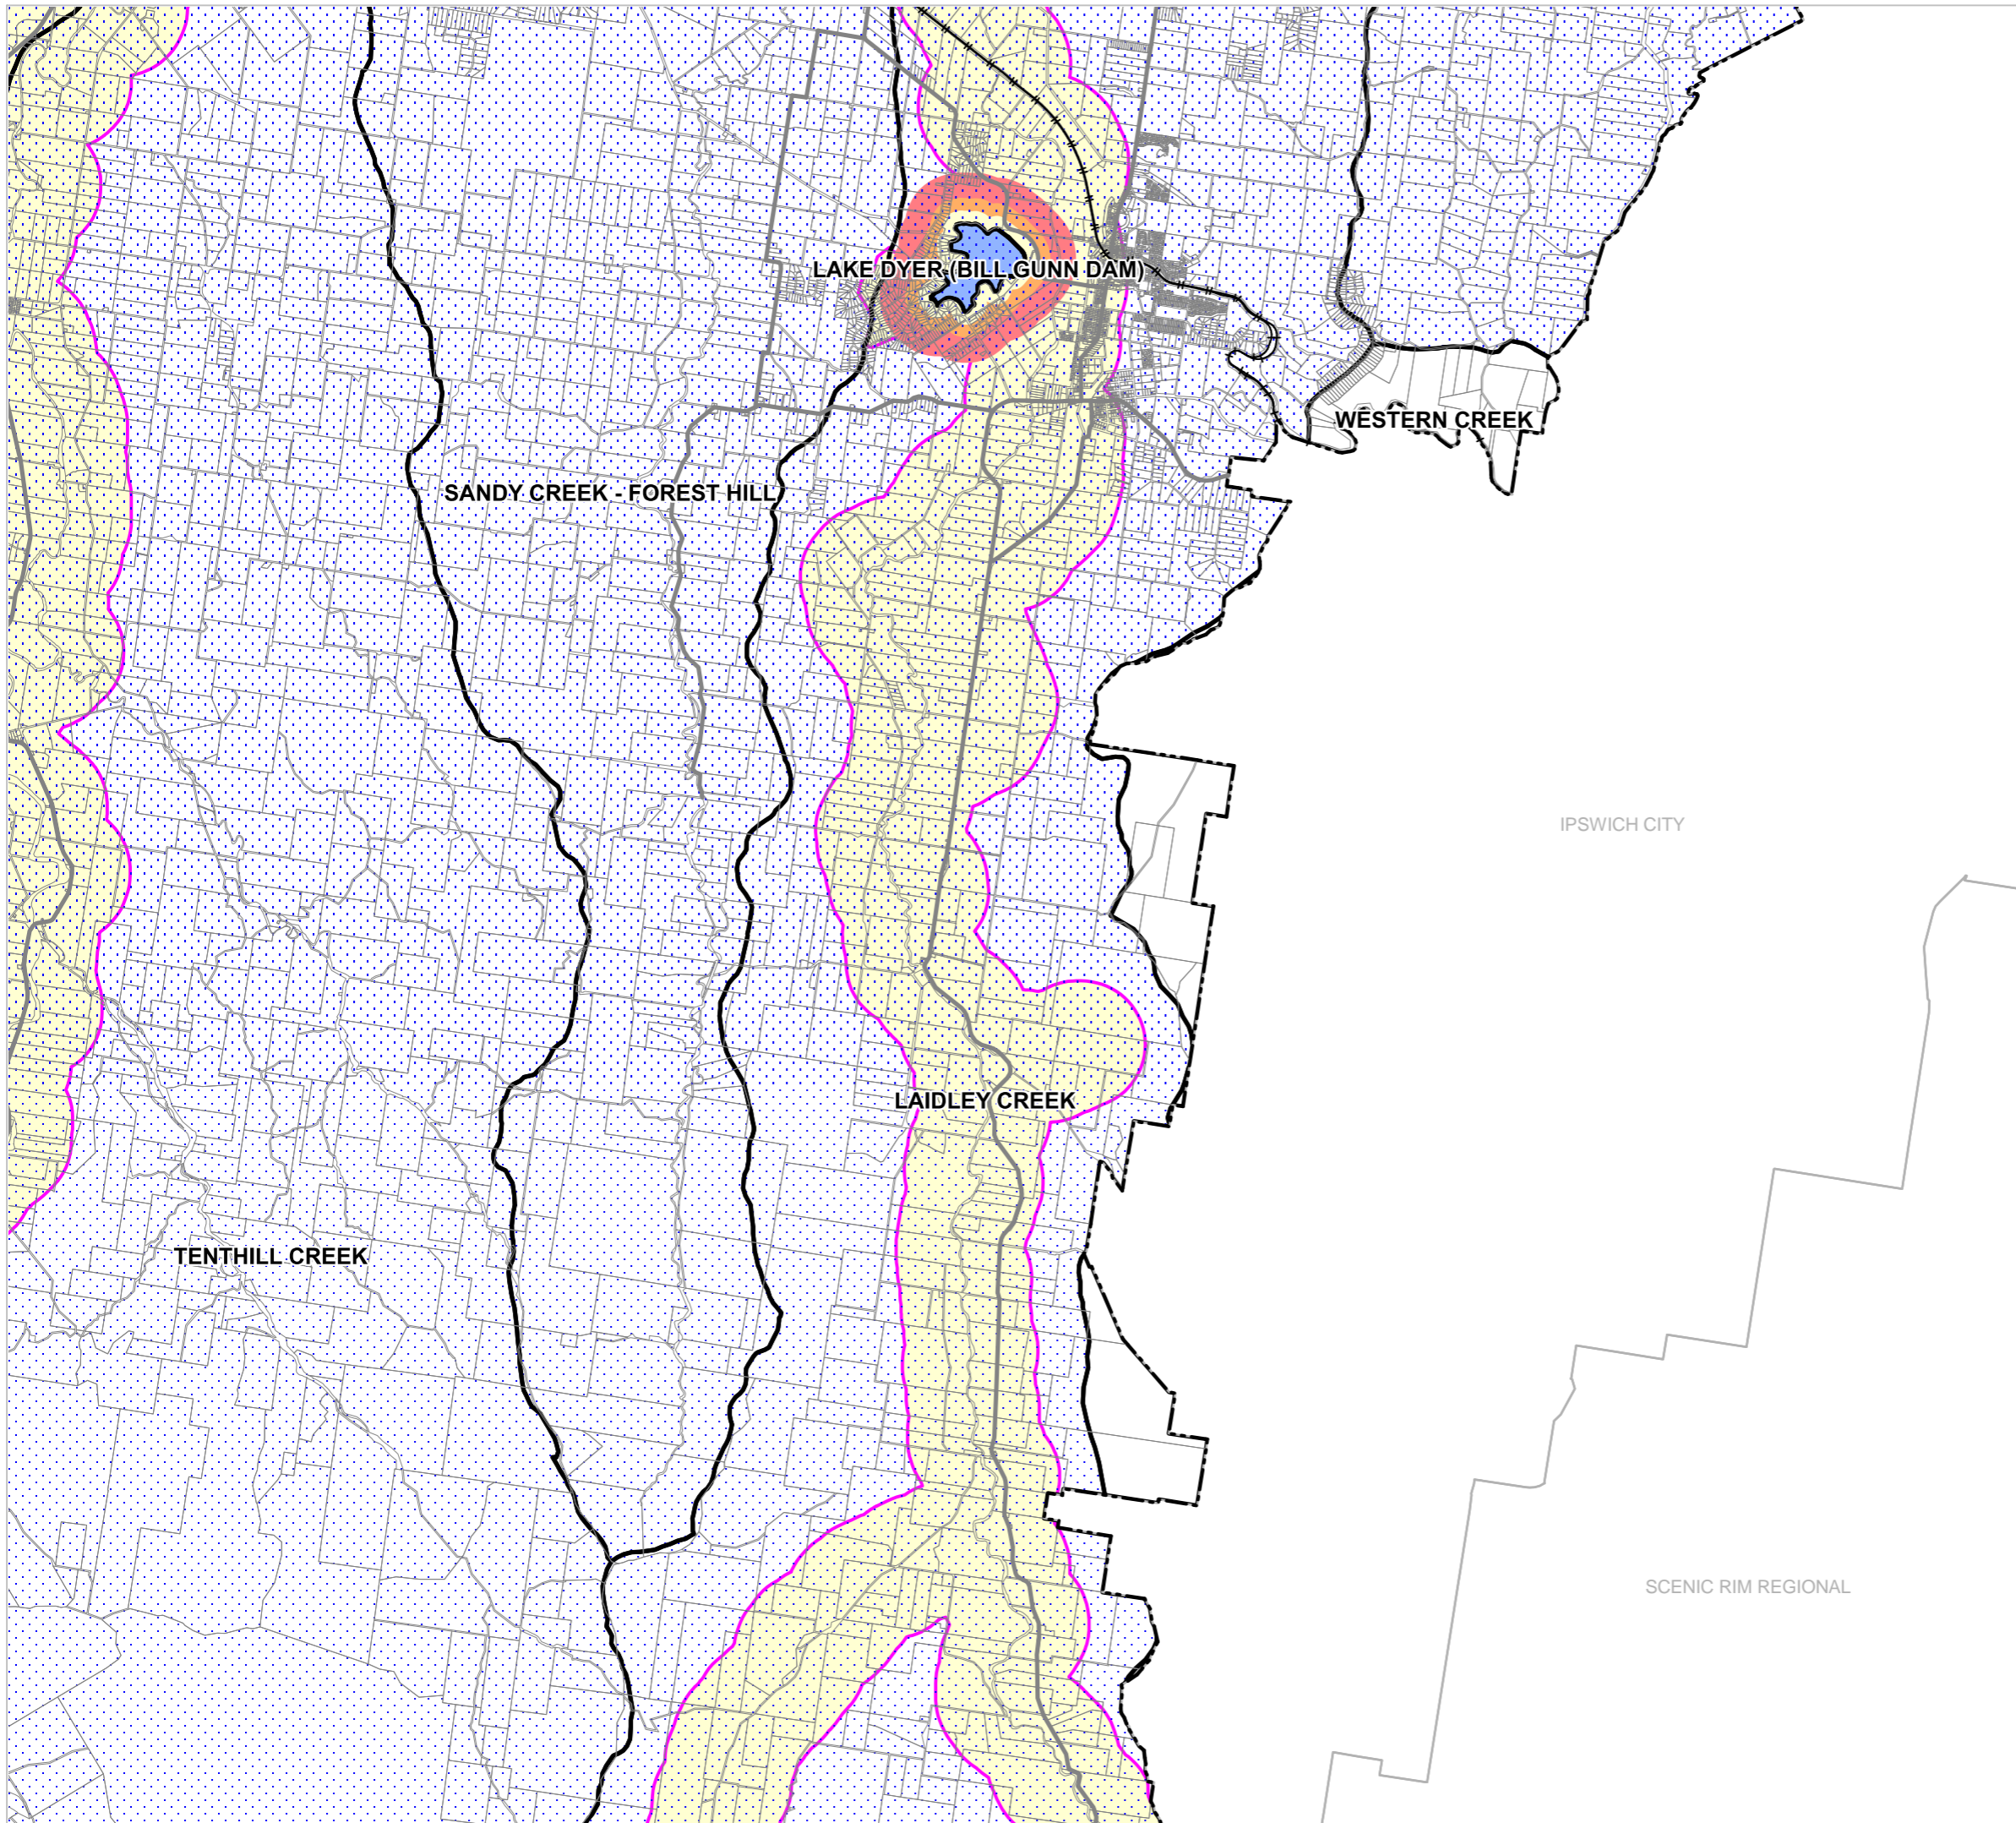 LAKE DYER (BILL GUNN DAM)
WESTERN CREEK
SANDY CREEK - FOREST HILL
IPSWICH CITY
LAIDLEY CREEK
TENTHILL CREEK
SCENIC RIM REGIONAL